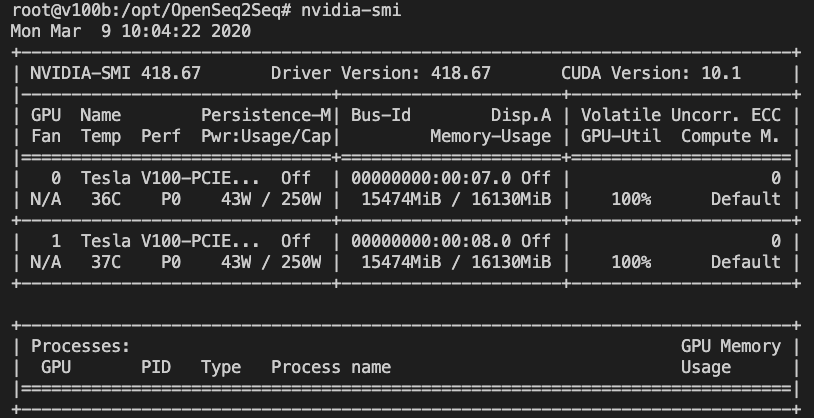 root@v100b:/opt/OpenSeq2Seq# nvidia-smi
Mon Mar  9 10:04:22 2020
+-----------------------------------------------------------------------------+
| NVIDIA-SMI 418.67       Driver Version: 418.67       CUDA Version: 10.1     |
|-------------------------------+----------------------+----------------------+
| GPU  Name        Persistence-M| Bus-Id        Disp.A | Volatile Uncorr. ECC |
| Fan  Temp  Perf  Pwr:Usage/Cap|         Memory-Usage | GPU-Util  Compute M. |
|===============================+======================+======================|
|   0  Tesla V100-PCIE...  Off  | 00000000:00:07.0 Off |                    0 |
| N/A   36C    P0    43W / 250W |  15474MiB / 16130MiB |    100%      Default |
+-------------------------------+----------------------+----------------------+
|   1  Tesla V100-PCIE...  Off  | 00000000:00:08.0 Off |                    0 |
| N/A   37C    P0    43W / 250W |  15474MiB / 16130MiB |    100%      Default |
+-------------------------------+----------------------+----------------------+

+-----------------------------------------------------------------------------+
| Processes:                                                       GPU Memory |
|  GPU       PID   Type   Process name                             Usage      |
|=============================================================================|
+-----------------------------------------------------------------------------+